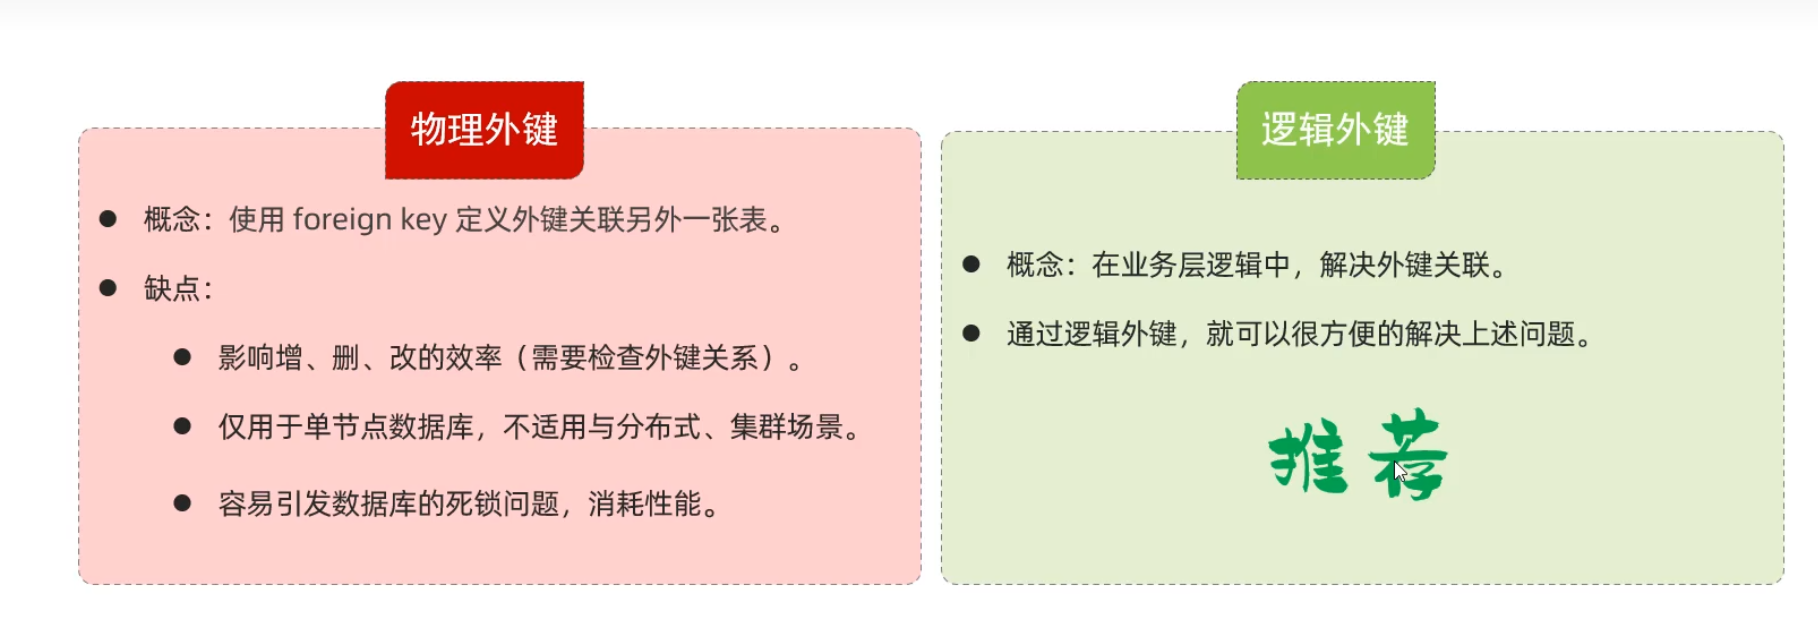 物理外键
概念：使用 foreign key 定义外键关联另外一张表。
缺点：
影响增、删、改的效率（需要检查外键关系）。
仅用于单节点数据库，不适用与分布式、集群场景。
容易引发数据库的死锁问题，消耗性能。
逻辑外键
概念：在业务层逻辑中，解决外键关联。
通过逻辑外键，就可以很方便的解决上述问题。
推荐